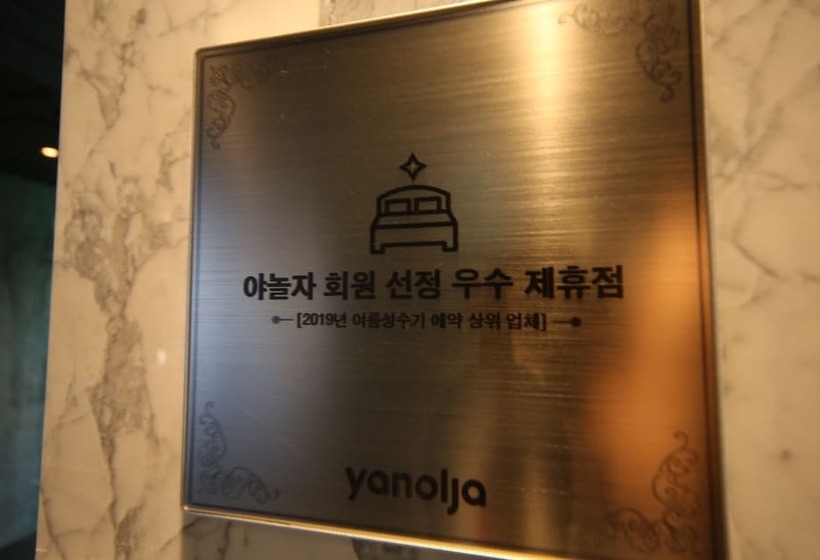 야놀자 회원 선정 우수 제휴점
[2019년 여름성수기 예약 상위 업체]
yanolja